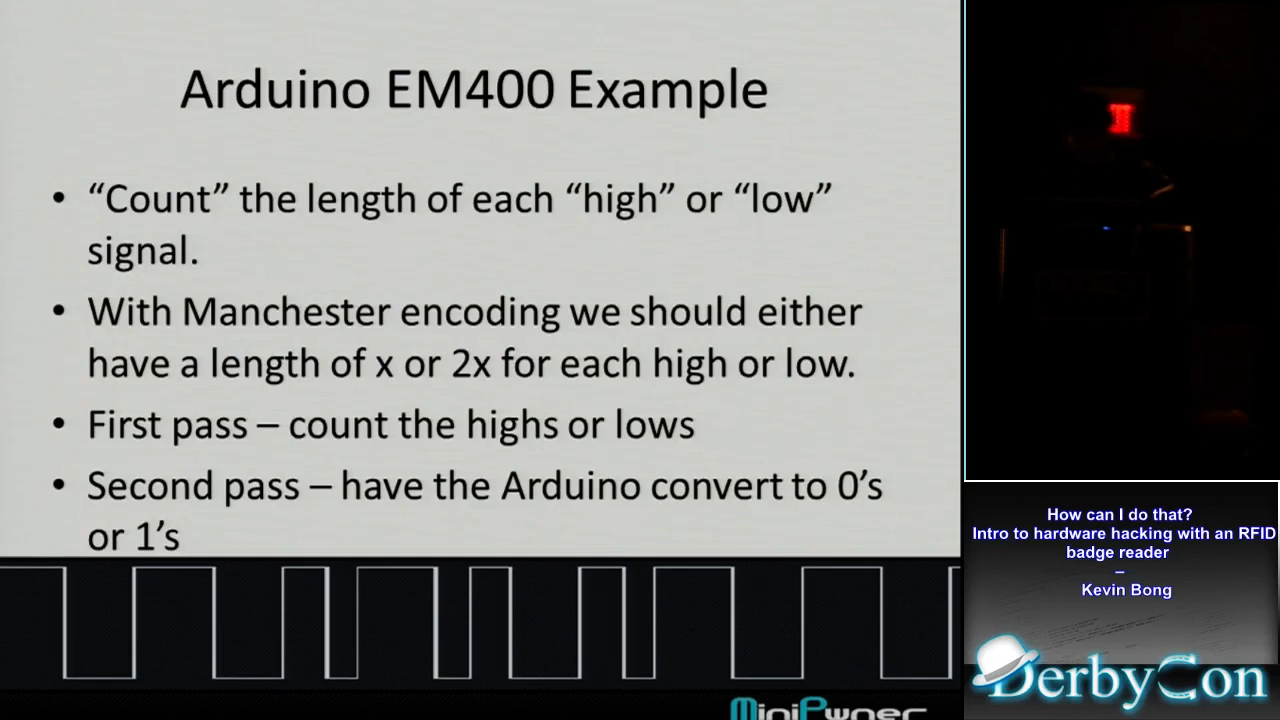 Arduino EM400 Example
• “Count” the length of each “high” or “low”
signal.
• With Manchester encoding we should either
have a length of x or 2x for each high or low.
• First pass – count the highs or lows
• Second pass – have the Arduino convert to 0’s
or 1’s
MiniPwner
How can I do that?
Intro to hardware hacking with an RFID
badge reader
–
Kevin Bong
DerbyCon